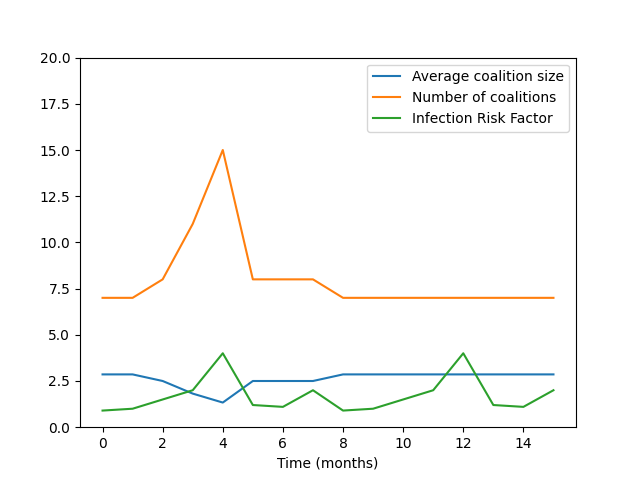 20.0
17.5
15.0
12.5
10.0
7.5
5.0
2.5
0.0
0 2 4 6 8 10 12 14
Time (months)
Average coalition size
Number of coalitions
Infection Risk Factor